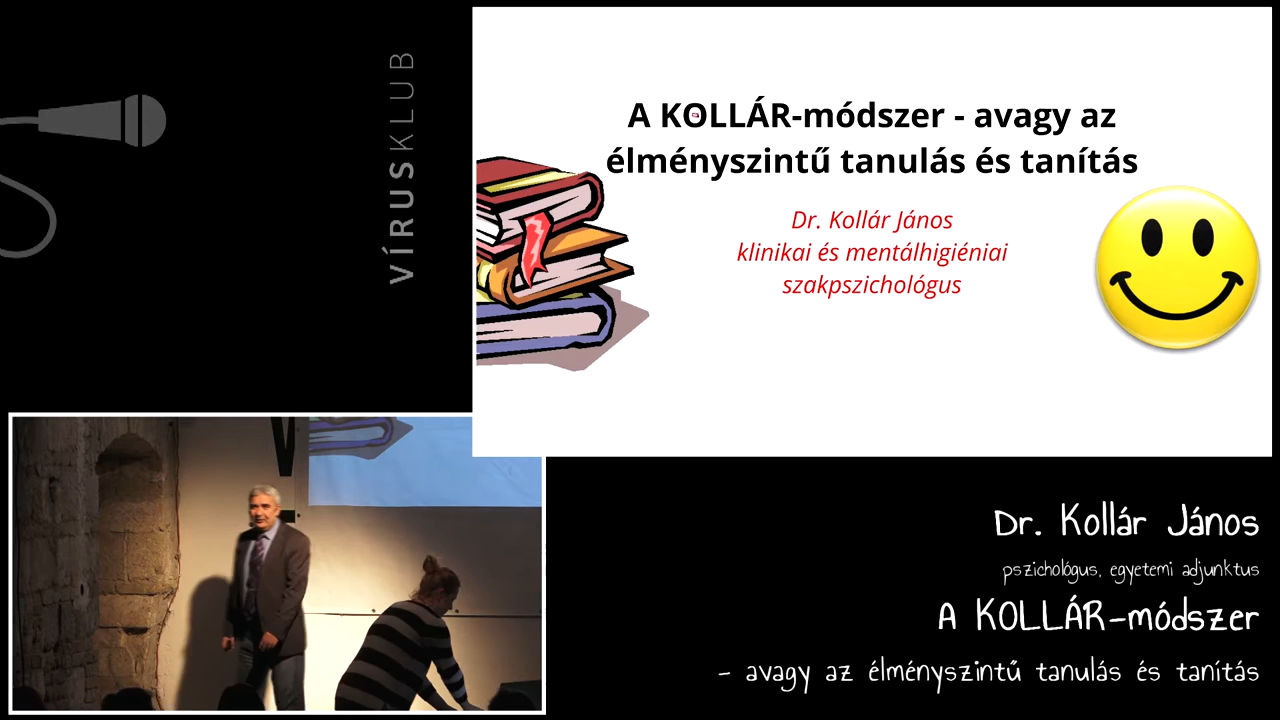 VÍRUSKLUB
A KOLLÁR-módszer - avagy az
élményszintű tanulás és tanítás
Dr. Kollár János
klinikai és mentálhigiéniai
szakpszichológus
Dr. Kollár János
pszichológus, egyetemi adjunktus
A KOLLÁR-módszer
- avagy az élményszintű tanulás és tanítás